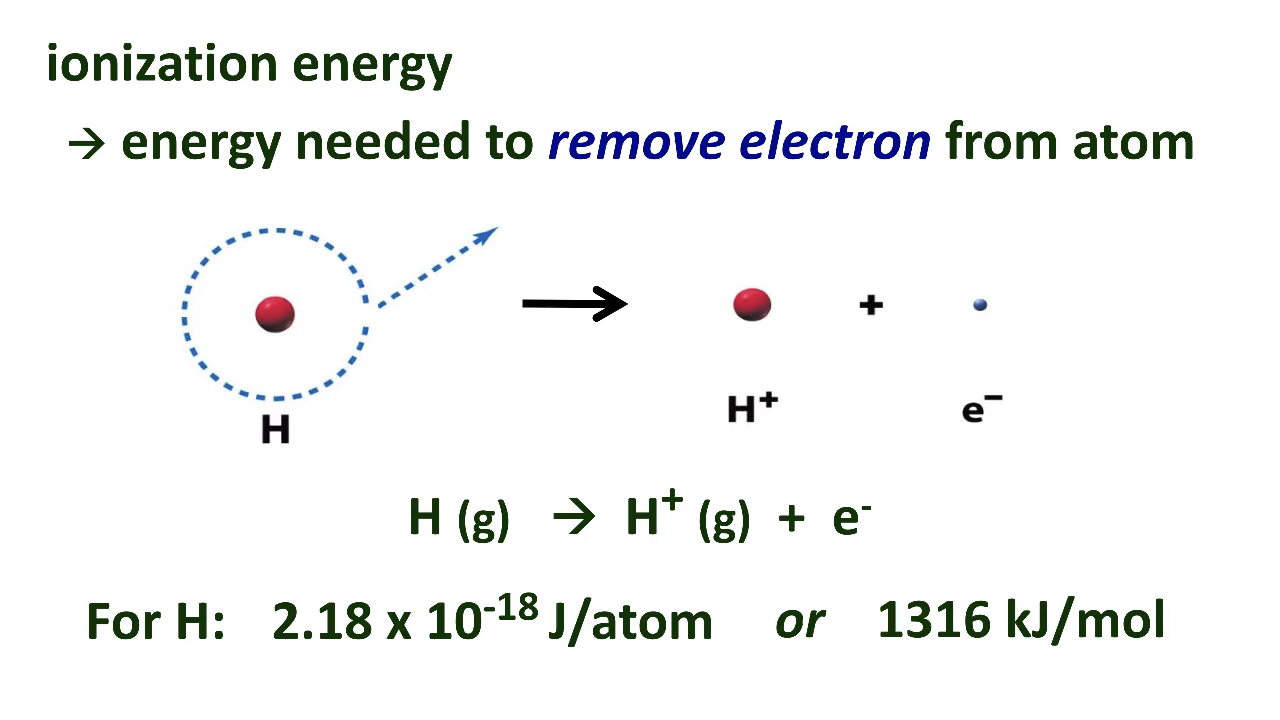 ionization energy
→ energy needed to remove electron from atom
H
+
H⁺
e⁻
H (g) → H⁺ (g) + e⁻
For H: 2.18 x 10⁻¹⁸ J/atom or 1316 kJ/mol